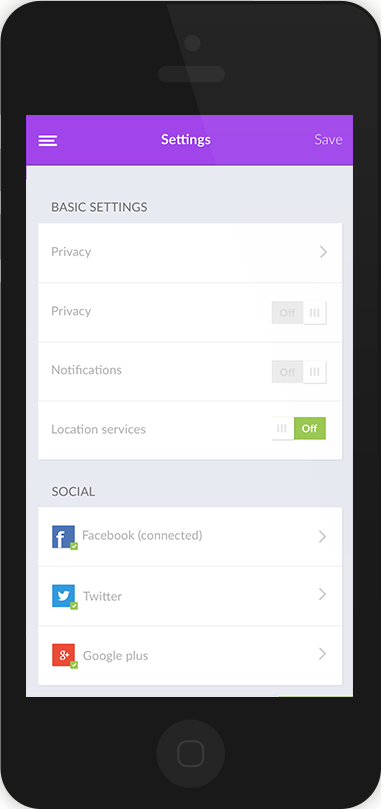 Settings
Save
BASIC SETTINGS
Privacy
Privacy
Off
Notifications
Off
Location services
Off
SOCIAL
f
Facebook (connected)
Twitter
g+
Google plus